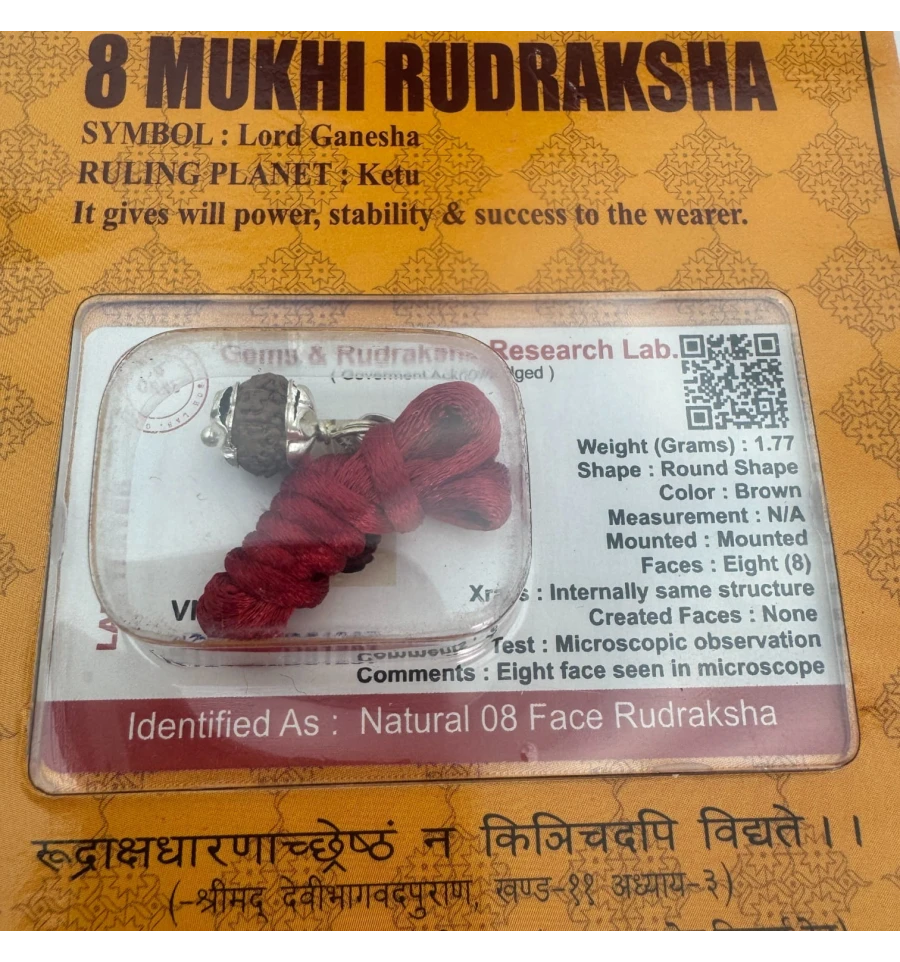 8 MUKHI RUDRAKSHA
SYMBOL : Lord Ganesha
RULING PLANET : Ketu
It gives will power, stability & success to the wearer.
Gems & Rudraksha Research Lab.
Weight (Grams) : 1.77
Shape : Round Shape
Color : Brown
Measurement : N/A
Mounted : Mounted
Faces : Eight (8)
: Internally same structure
Created Faces : None
Test : Microscopic observation
Comments : Eight face seen in microscope
Identified As : Natural 08 Face Rudraksha
रूद्राक्षधारणाच्छ्रेष्ठं न किञिचदपि विद्यते।।
(-श्रीमद् देवीभागवदपुराण, खण्ड-११ अध्याय-३)